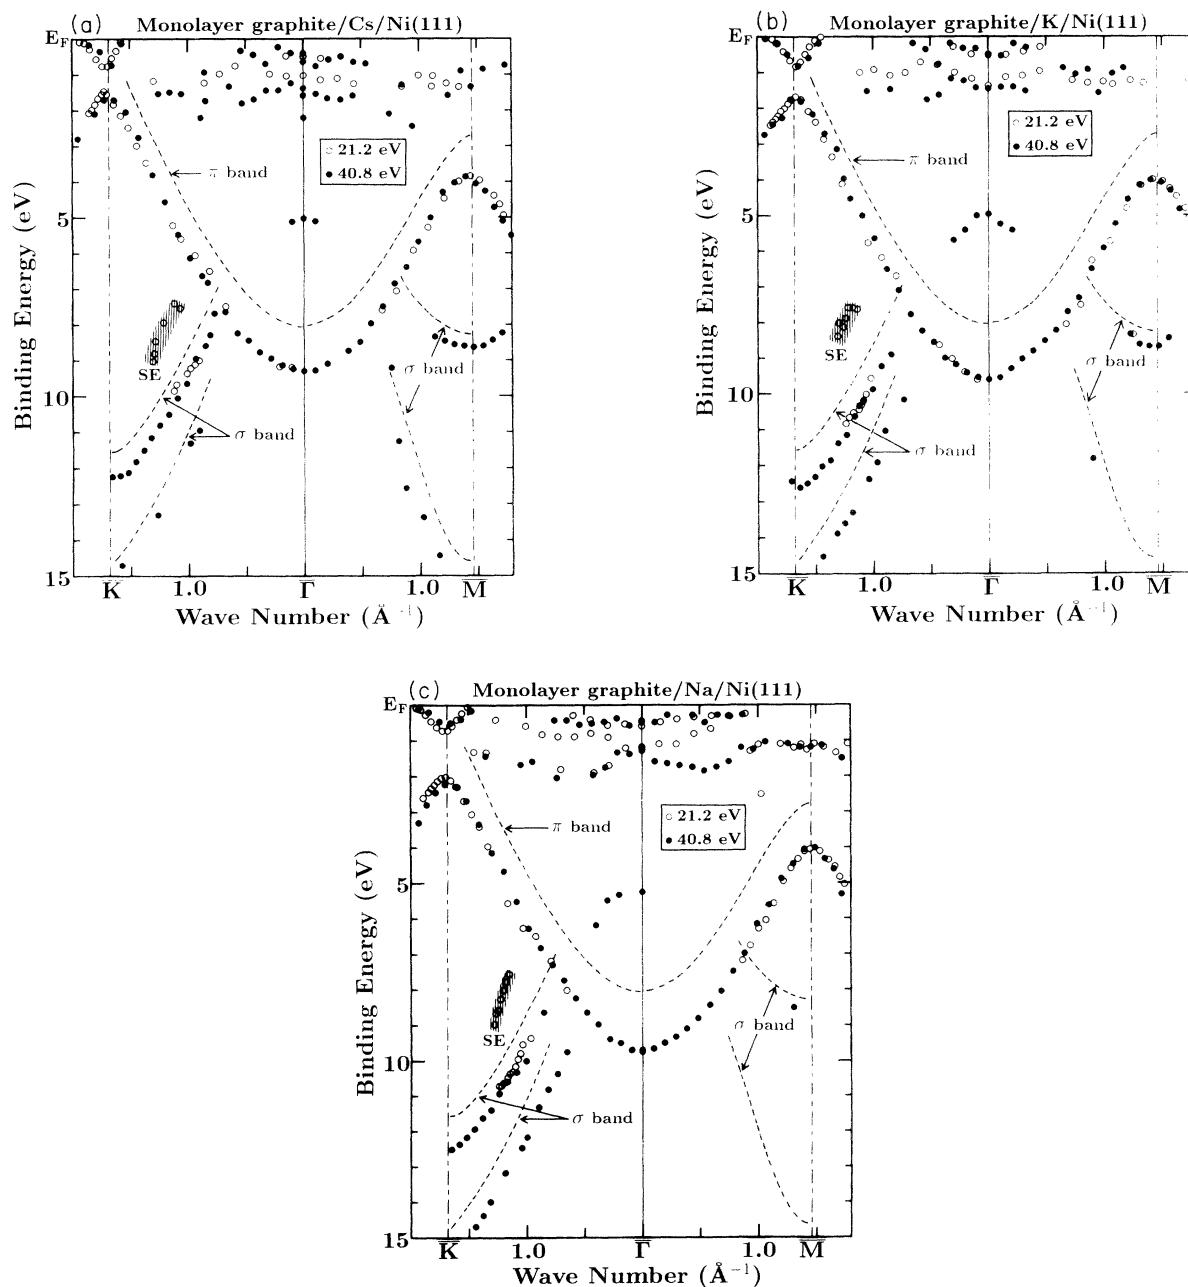 (a) Monolayer graphite/Cs/Ni(111)
E_F
21.2 eV
40.8 eV
π band
5
SE
σ band
10
σ band
15
K̅ 1.0 Γ̅ 1.0 M̅
Wave Number (Å⁻¹)
Binding Energy (eV)
(b) Monolayer graphite/K/Ni(111)
E_F
21.2 eV
40.8 eV
π band
5
SE
σ band
10
σ band
15
K̅ 1.0 Γ̅ 1.0 M̅
Wave Number (Å⁻¹)
Binding Energy (eV)
(c) Monolayer graphite/Na/Ni(111)
E_F
21.2 eV
40.8 eV
π band
5
SE
σ band
10
σ band
15
K̅ 1.0 Γ̅ 1.0 M̅
Wave Number (Å⁻¹)
Binding Energy (eV)